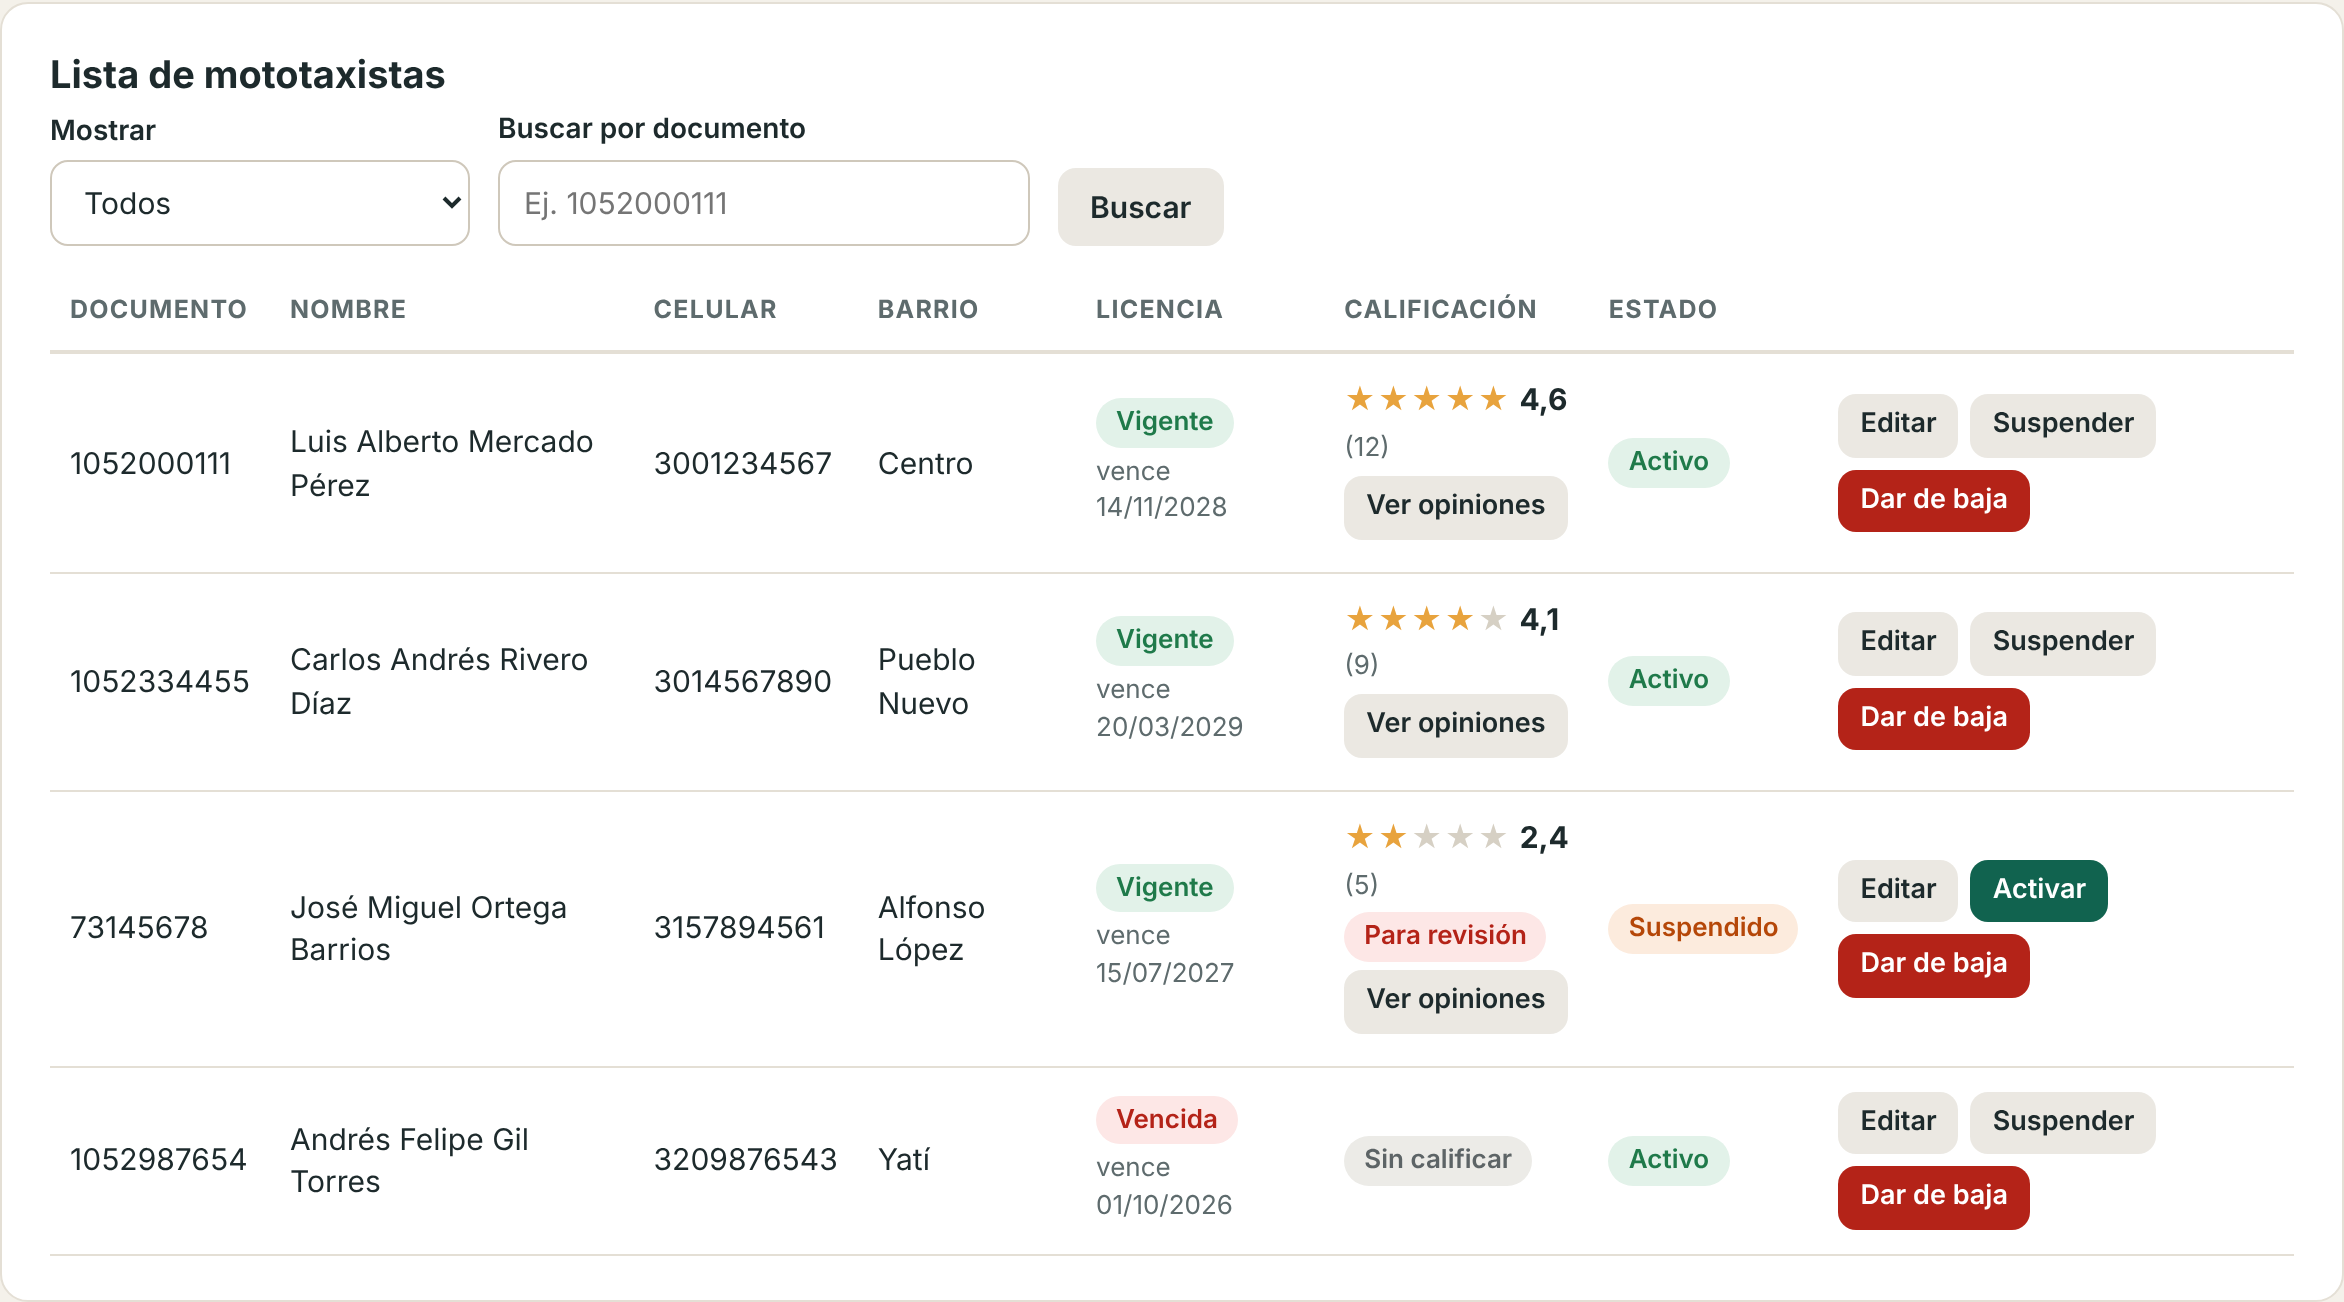 Lista de mototaxistas
Mostrar
Buscar por documento
Todos
Ej. 1052000111
Buscar
DOCUMENTO NOMBRE CELULAR BARRIO LICENCIA CALIFICACIÓN ESTADO
1052000111
Luis Alberto Mercado
Pérez
3001234567
Centro
Vigente
vence
14/11/2028
★★★★★ 4,6
(12)
Ver opiniones
Activo
Editar
Suspender
Dar de baja
1052334455
Carlos Andrés Rivero
Díaz
3014567890
Pueblo
Nuevo
Vigente
vence
20/03/2029
★★★★★ 4,1
(9)
Ver opiniones
Activo
Editar
Suspender
Dar de baja
73145678
José Miguel Ortega
Barrios
3157894561
Alfonso
López
Vigente
vence
15/07/2027
★★★★★ 2,4
(5)
Para revisión
Ver opiniones
Suspendido
Editar
Activar
Dar de baja
1052987654
Andrés Felipe Gil
Torres
3209876543
Yatí
Vencida
vence
01/10/2026
Sin calificar
Activo
Editar
Suspender
Dar de baja